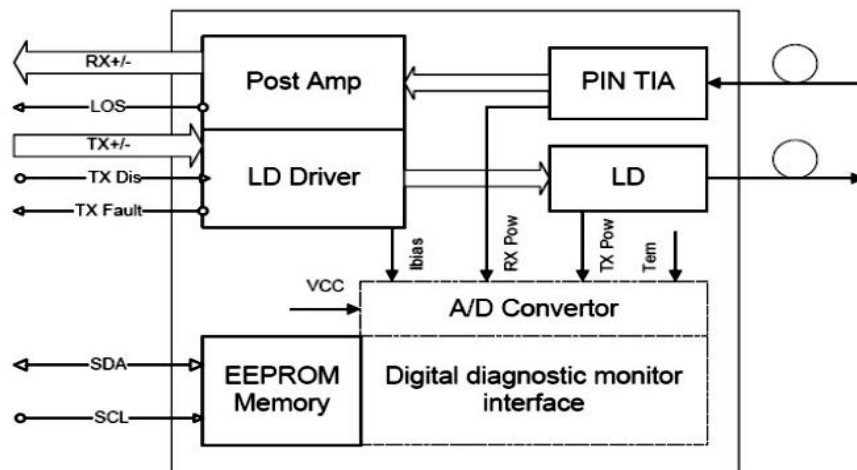 RX+/-
Post Amp
PIN TIA
LOS
TX+/-
TX Dis
LD Driver
LD
TX Fault
Ibias
RX Pow
TX Pow
Tem
VCC
A/D Convertor
SDA
EEPROM
Memory
Digital diagnostic monitor
interface
SCL